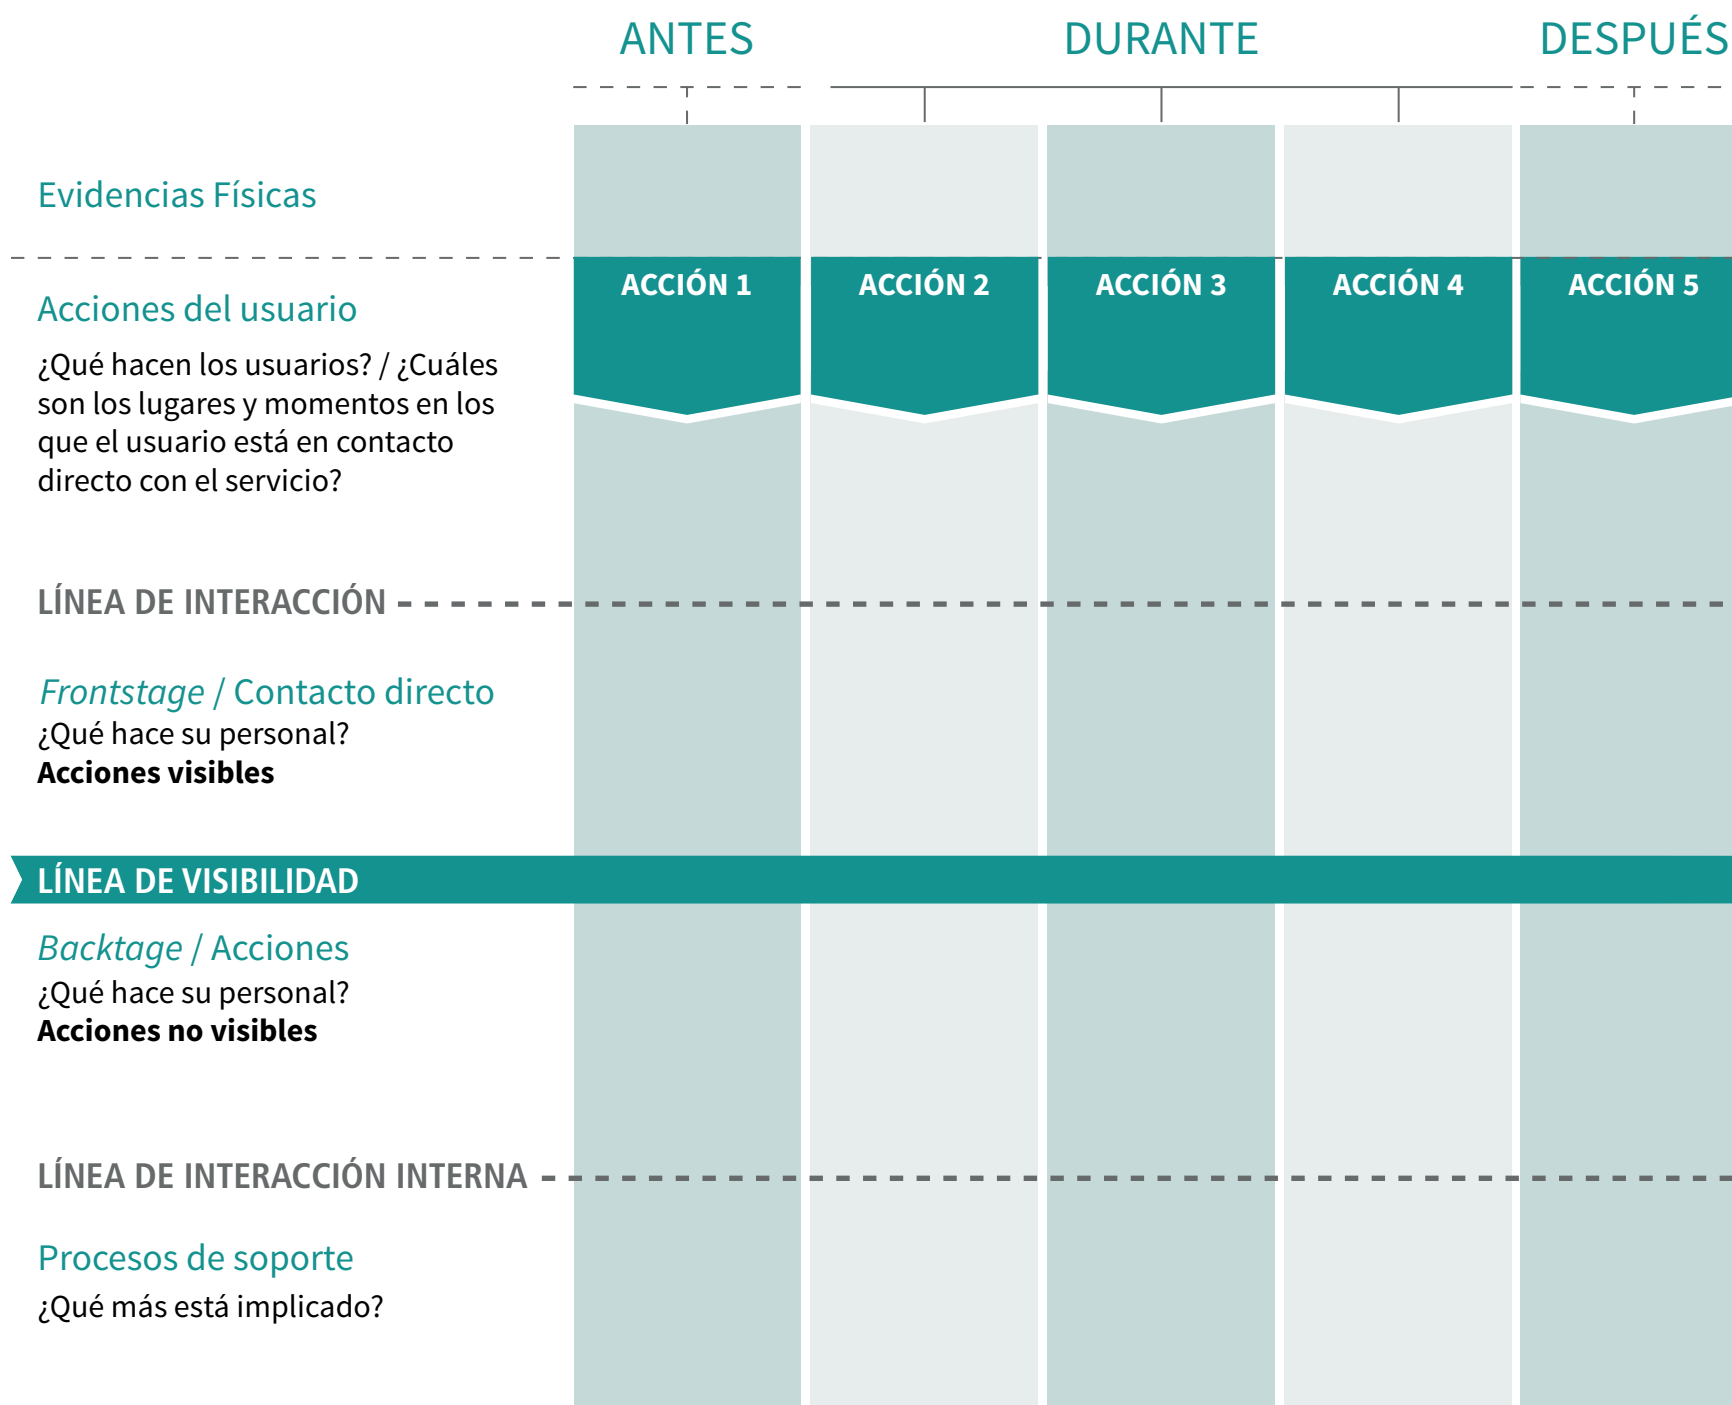 ANTES
DURANTE
DESPUÉS
Evidencias Físicas
ACCIÓN 1
ACCIÓN 2
ACCIÓN 3
ACCIÓN 4
ACCIÓN 5
Acciones del usuario
¿Qué hacen los usuarios? / ¿Cuáles
son los lugares y momentos en los
que el usuario está en contacto
directo con el servicio?
LÍNEA DE INTERACCIÓN
Frontstage / Contacto directo
¿Qué hace su personal?
Acciones visibles
LÍNEA DE VISIBILIDAD
Backtage / Acciones
¿Qué hace su personal?
Acciones no visibles
LÍNEA DE INTERACCIÓN INTERNA
Procesos de soporte
¿Qué más está implicado?